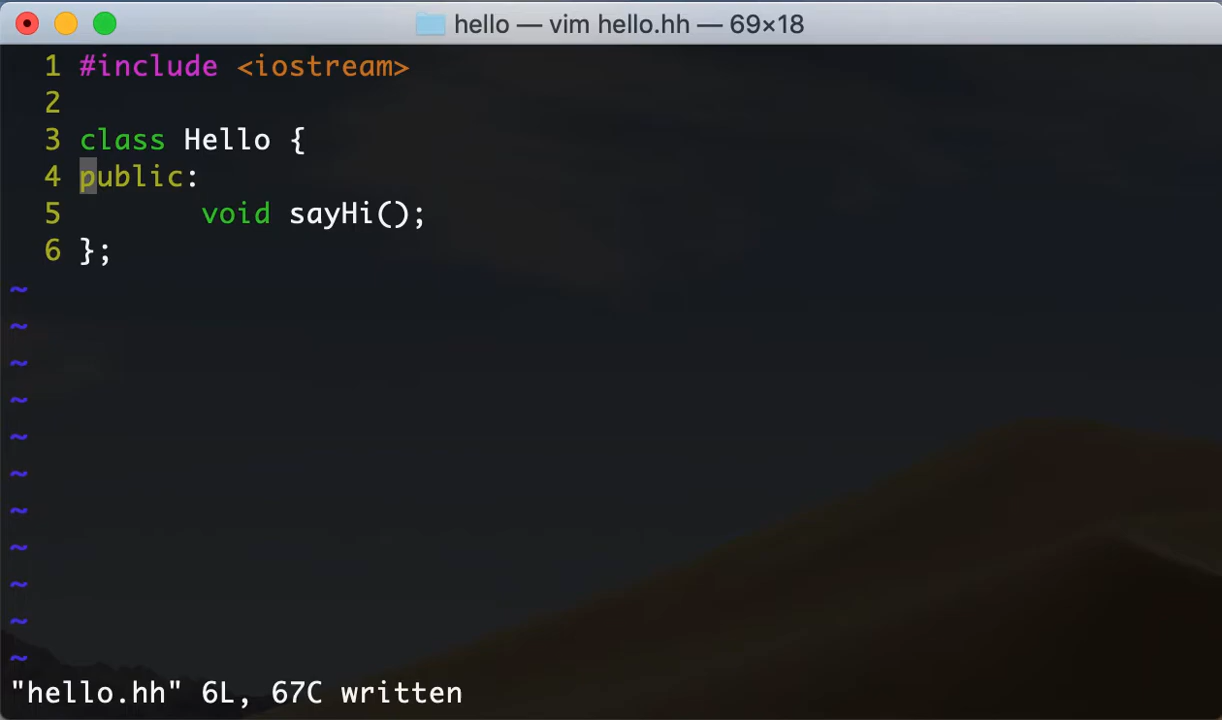 hello — vim hello.hh — 69×18
1 #include <iostream>
2
3 class Hello {
4 public:
5        void sayHi();
6 };
~
~
~
~
~
~
~
~
~
~
~
"hello.hh" 6L, 67C written